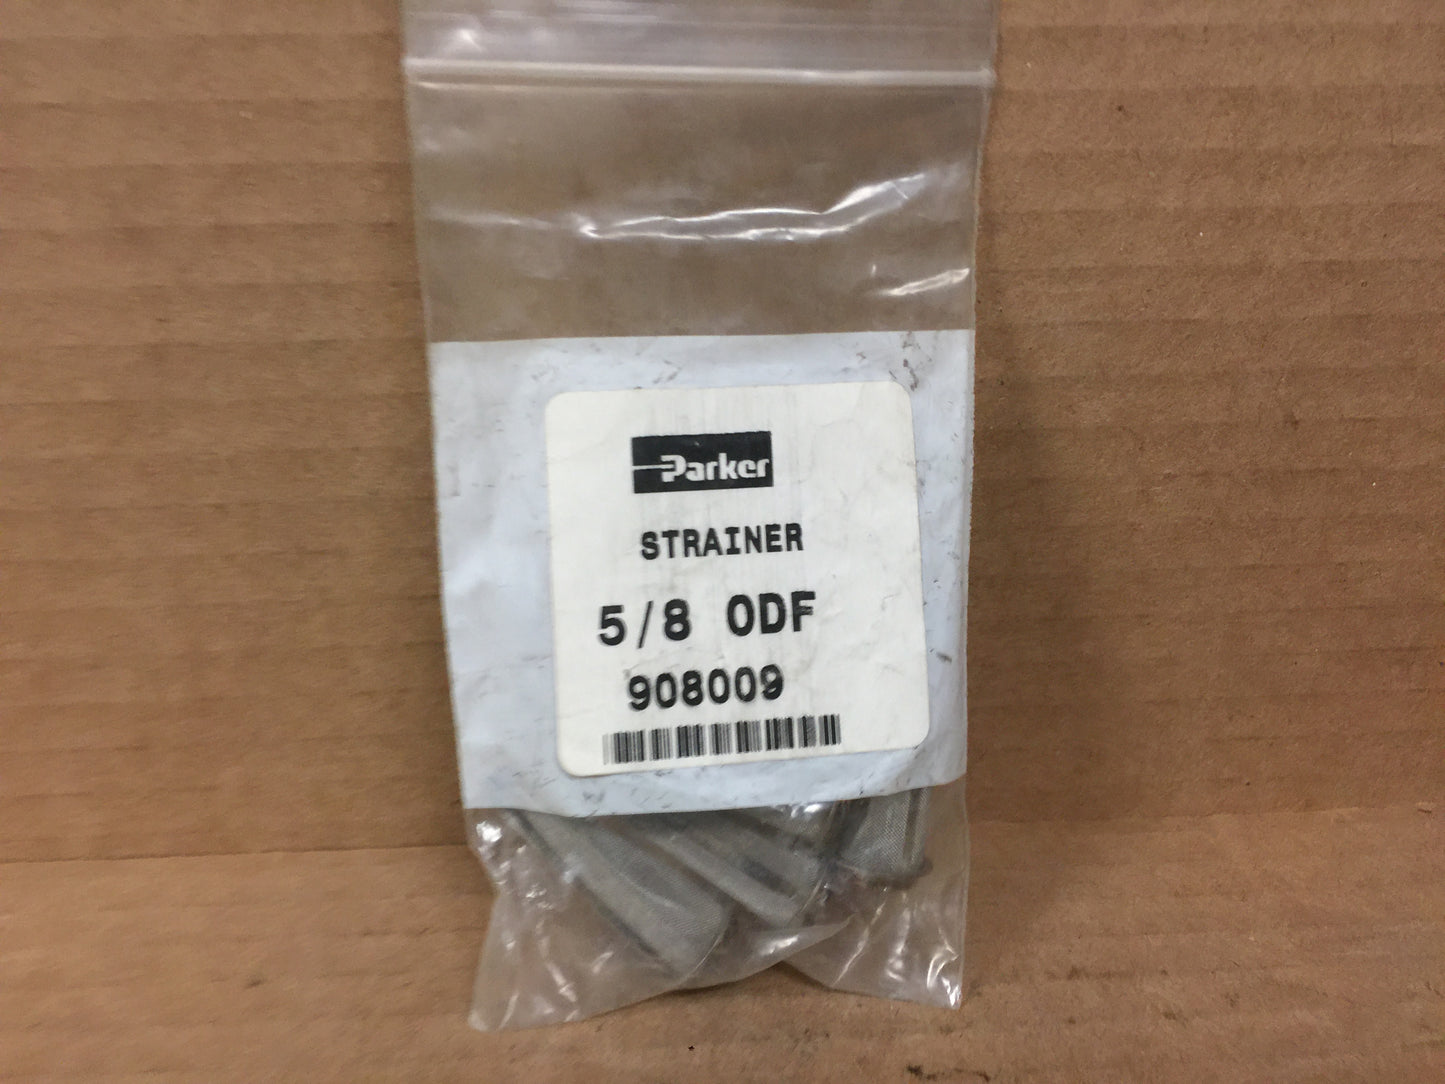 Parker
STRAINER
5/8 ODF
908009